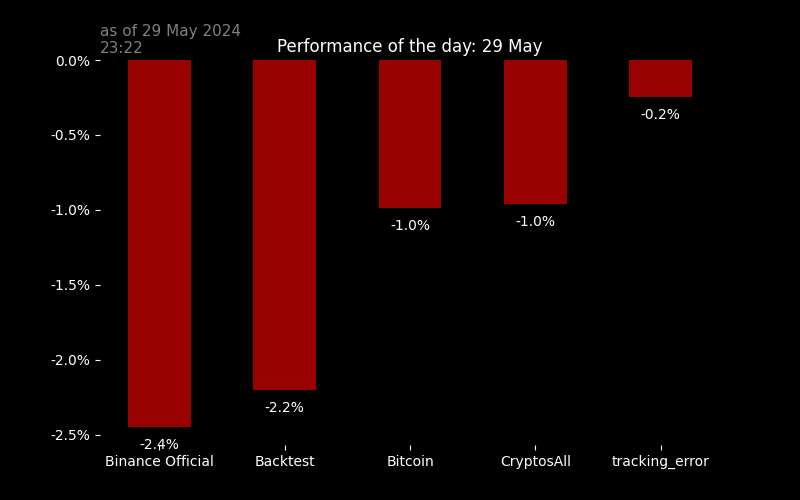 as of 29 May 2024
23:22
Performance of the day: 29 May
0.0%
-0.5%
-1.0%
-1.5%
-2.0%
-2.5%
-2.4%
-2.2%
-1.0%
-1.0%
-0.2%
Binance Official
Backtest
Bitcoin
CryptosAll
tracking_error